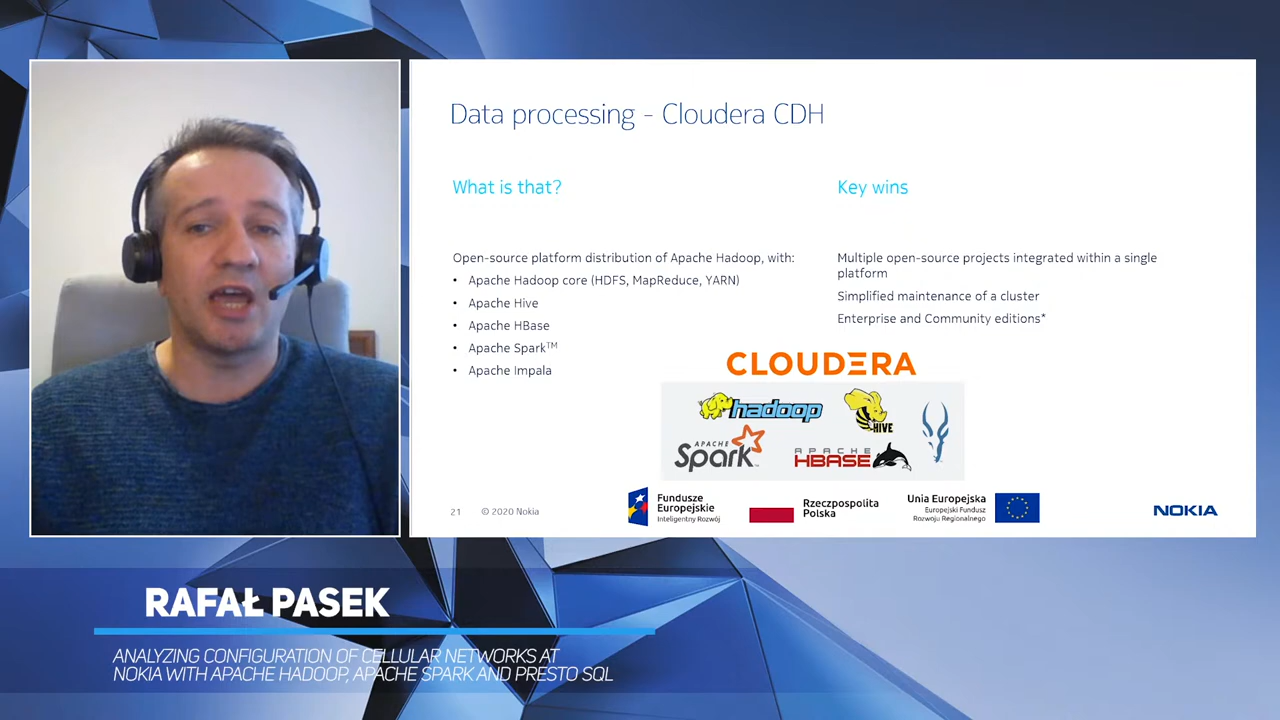 Data processing - Cloudera CDH
What is that?
Open-source platform distribution of Apache Hadoop, with:
• Apache Hadoop core (HDFS, MapReduce, YARN)
• Apache Hive
• Apache HBase
• Apache Spark™
• Apache Impala
Key wins
Multiple open-source projects integrated within a single
platform
Simplified maintenance of a cluster
Enterprise and Community editions*
CLOUDERA
hadoop
HIVE
APACHE
Spark™
APACHE
HBASE
21 © 2020 Nokia
Fundusze
Europejskie
Inteligentny Rozwój
Rzeczpospolita
Polska
Unia Europejska
Europejski Fundusz
Rozwoju Regionalnego
NOKIA
RAFAŁ PASEK
ANALYZING CONFIGURATION OF CELLULAR NETWORKS AT
NOKIA WITH APACHE HADOOP, APACHE SPARK AND PRESTO SQL